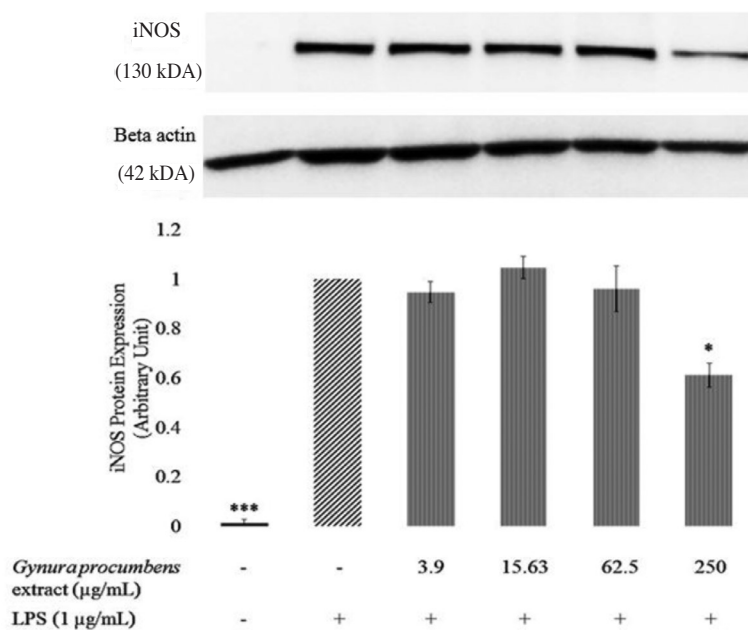 iNOS
(130 kDA)
Beta actin
(42 kDA)
iNOS Protein Expression
(Arbitrary Unit)
1.2
1
0.8
0.6
0.4
0.2
0
***
*
Gynura procumbens - - 3.9 15.63 62.5 250
extract (µg/mL)
LPS (1 µg/mL) - + + + + +